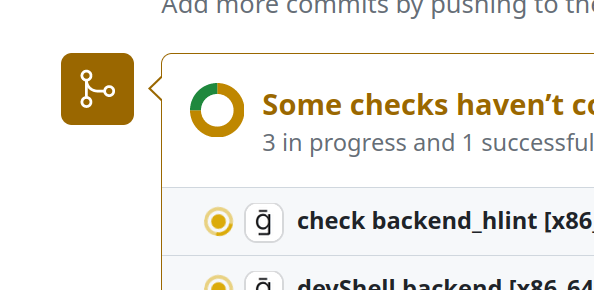 Add more commits by pushing to the
Some checks haven’t co
3 in progress and 1 successful
ḡ check backend_hlint [x86_
ḡ devShell backend [x86_64